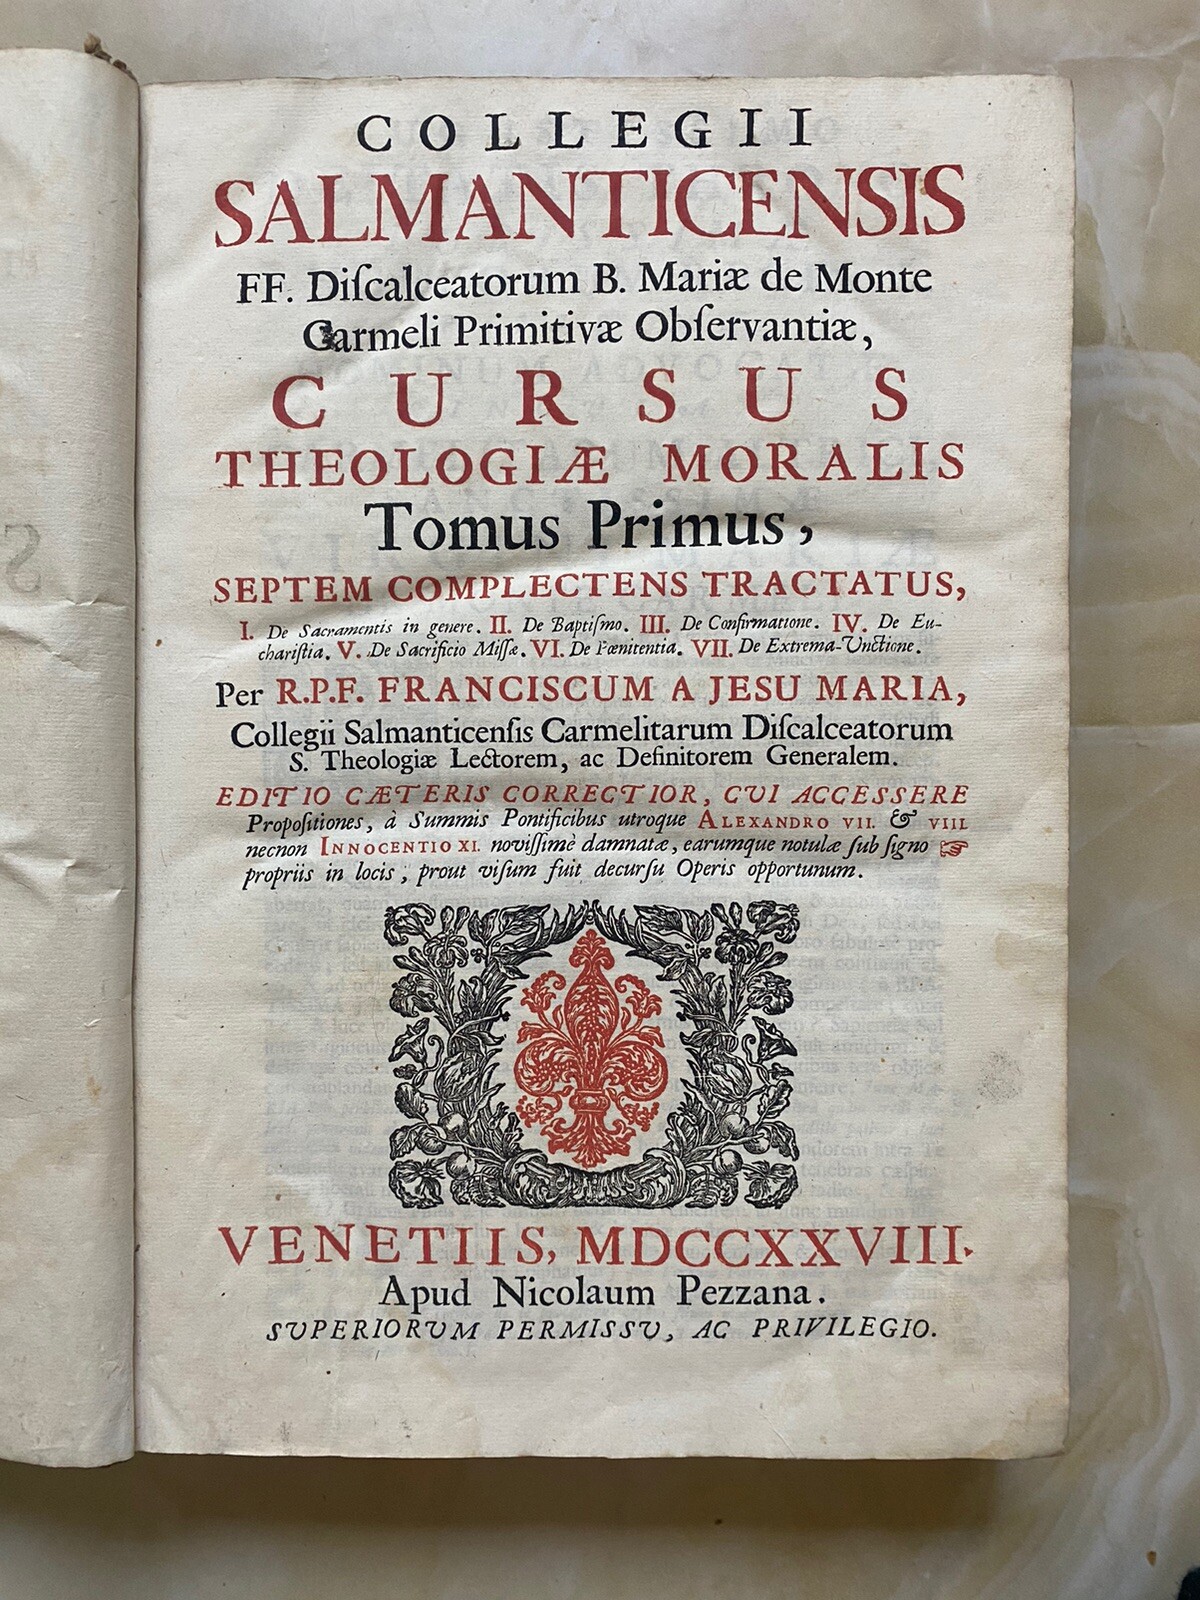 COLLEGII
SALMANTICENSIS
FF. Diſcalceatorum B. Mariæ de Monte
Carmeli Primitivæ Obſervantiæ,
CURSUS
THEOLOGIÆ MORALIS
Tomus Primus,
SEPTEM COMPLECTENS TRACTATUS,
I. De Sacramentis in genere. II. De Baptiſmo. III. De Confirmatione. IV. De Eu-
chariſtia. V. De Sacrificio Miſſæ. VI. De Pœnitentia. VII. De Extrema-Unctione.
Per R.P.F. FRANCISCUM A JESU MARIA,
Collegii Salmanticenſis Carmelitarum Diſcalceatorum
S. Theologiæ Lectorem, ac Definitorem Generalem.
EDITIO CÆTERIS CORRECTIOR, CVI ACCESSERE
Propoſitiones, à Summis Pontificibus utroque ALEXANDRO VII. & VIII.
necnon INNOCENTIO XI. noviſſimè damnatæ, earumque notulæ ſub ſigno ☞
propriis in locis, prout viſum fuit decurſu Operis opportunum.
VENETIIS, MDCCXXVIII.
Apud Nicolaum Pezzana.
SVPERIORVM PERMISSV, AC PRIVILEGIO.